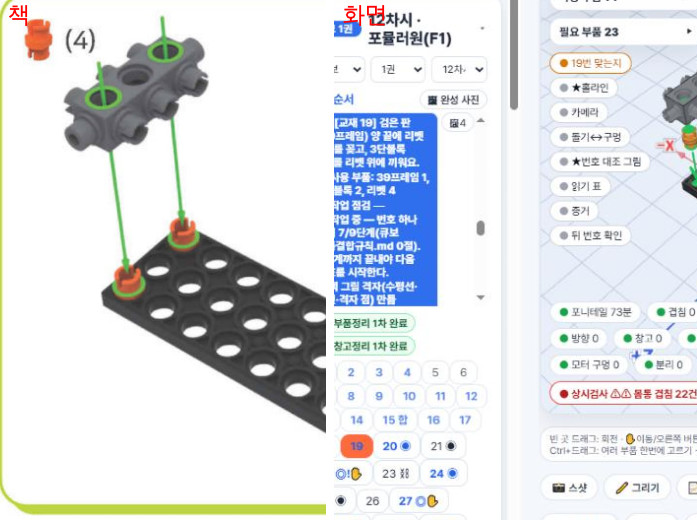 책
(4)
화면
1권
12차시 ·
포뮬러원(F1)
1권
12차시
순서
완성 사진
[교재 19] 검은 판
프레임) 양 끝에 리벳
를 꽂고, 3단블록
를 리벳 위에 끼워요.
사용 부품: 39프레임 1,
블록 2, 리벳 4
작업 점검 —
작업 중 — 번호 하나
7/9단계(큐보
결합규칙.md 0절).
계까지 끝내야 다음
를 시작한다.
그림 격자(수평선·
·격자 점) 만듦
4
부품정리 1차 완료
창고정리 1차 완료
2 3 4 5 6
8 9 10 11 12
14 15 합 16 17
19 20 21
23 24
26 27
필요 부품 23
19번 맞는지
★홀라인
카메라
돌기↔구멍
★번호 대조 그림
읽기 표
증거
뒤 번호 확인
-X
포니테일 73분 겹침 0
방향 0 창고 0
모터 구멍 0 분리 0
상시검사 ⚠⚠ 몸통 겹침 22건
빈 곳 드래그: 회전 · 이동/오른쪽 버튼
Ctrl+드래그: 여러 부품 한번에 고르기
스샷 그리기